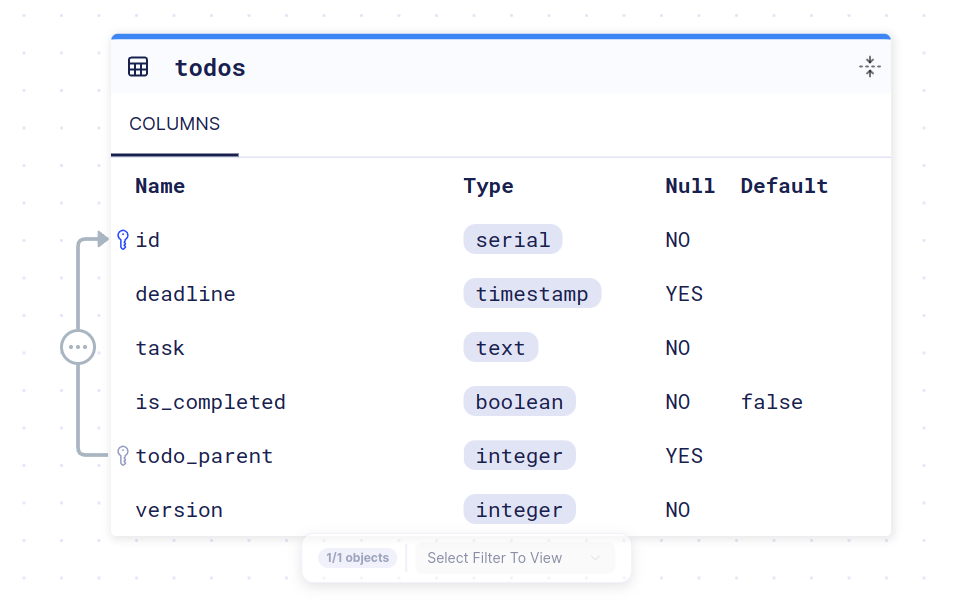 todos
COLUMNS
Name Type Null Default
id serial NO
deadline timestamp YES
task text NO
is_completed boolean NO false
todo_parent integer YES
version integer NO
1/1 objects Select Filter To View